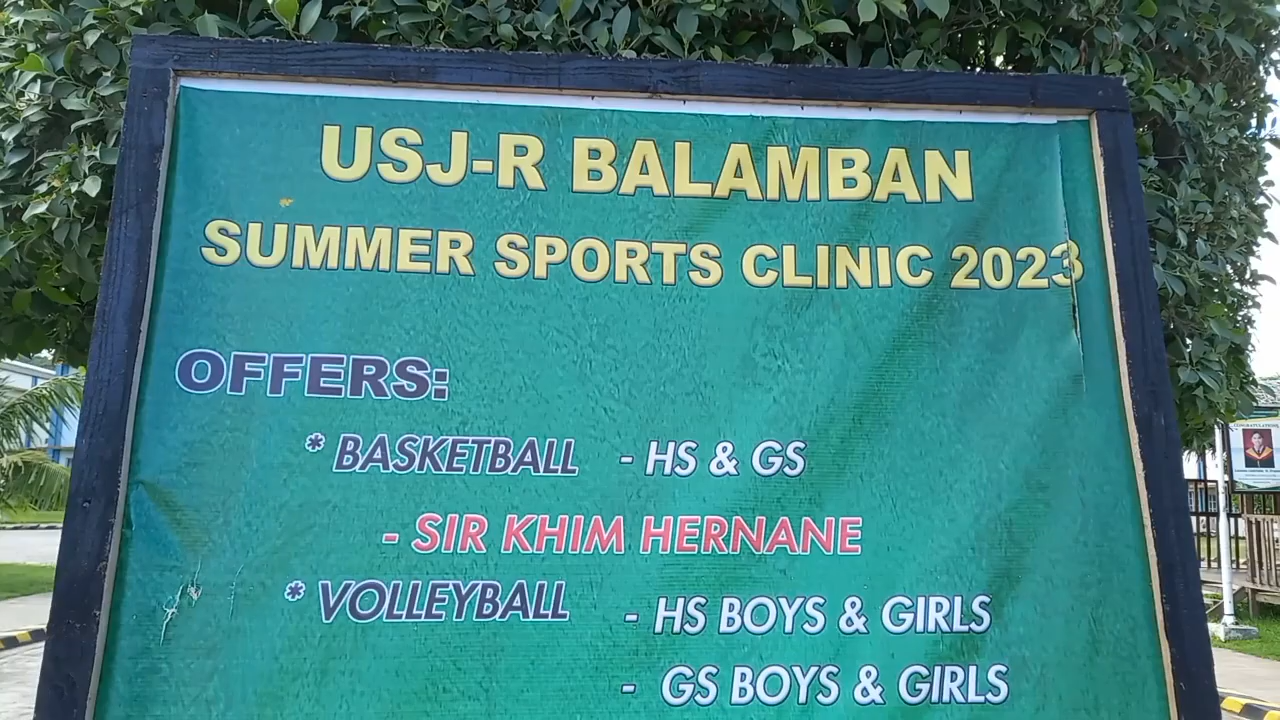 USJ-R BALAMBAN
SUMMER SPORTS CLINIC 2023
OFFERS:
* BASKETBALL - HS & GS
- SIR KHIM HERNANE
* VOLLEYBALL - HS BOYS & GIRLS
- GS BOYS & GIRLS